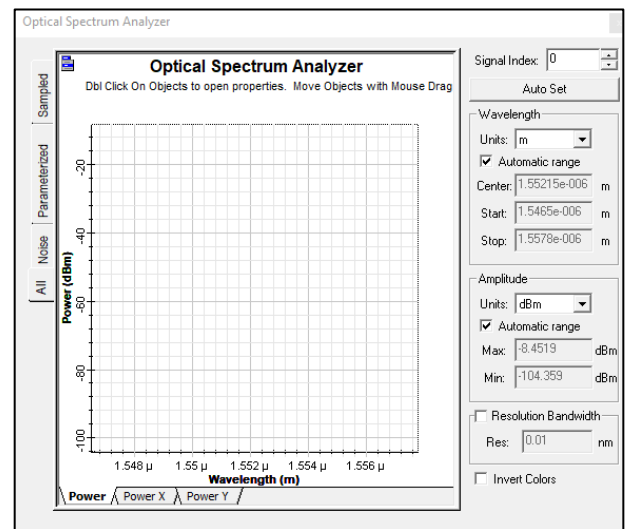 Optical Spectrum Analyzer
Optical Spectrum Analyzer
Dbl Click On Objects to open properties. Move Objects with Mouse Drag
Sampled
Parameterized
Noise
All
Power (dBm)
-20
-40
-60
-80
-100
1.548 µ 1.55 µ 1.552 µ 1.554 µ 1.556 µ
Wavelength (m)
Power Power X Power Y
Signal Index: 0
Auto Set
Wavelength
Units: m
Automatic range
Center: 1.55215e-006 m
Start: 1.5465e-006 m
Stop: 1.5578e-006 m
Amplitude
Units: dBm
Automatic range
Max: -8.4519 dBm
Min: -104.359 dBm
Resolution Bandwidth
Res: 0.01 nm
Invert Colors